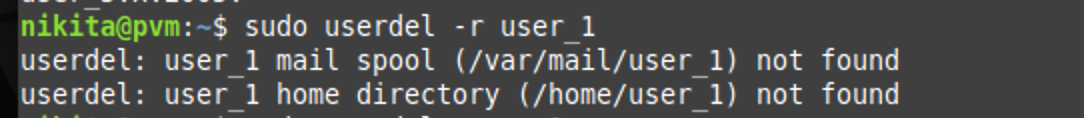 nikita@pvm:~$ sudo userdel -r user_1
userdel: user_1 mail spool (/var/mail/user_1) not found
userdel: user_1 home directory (/home/user_1) not found